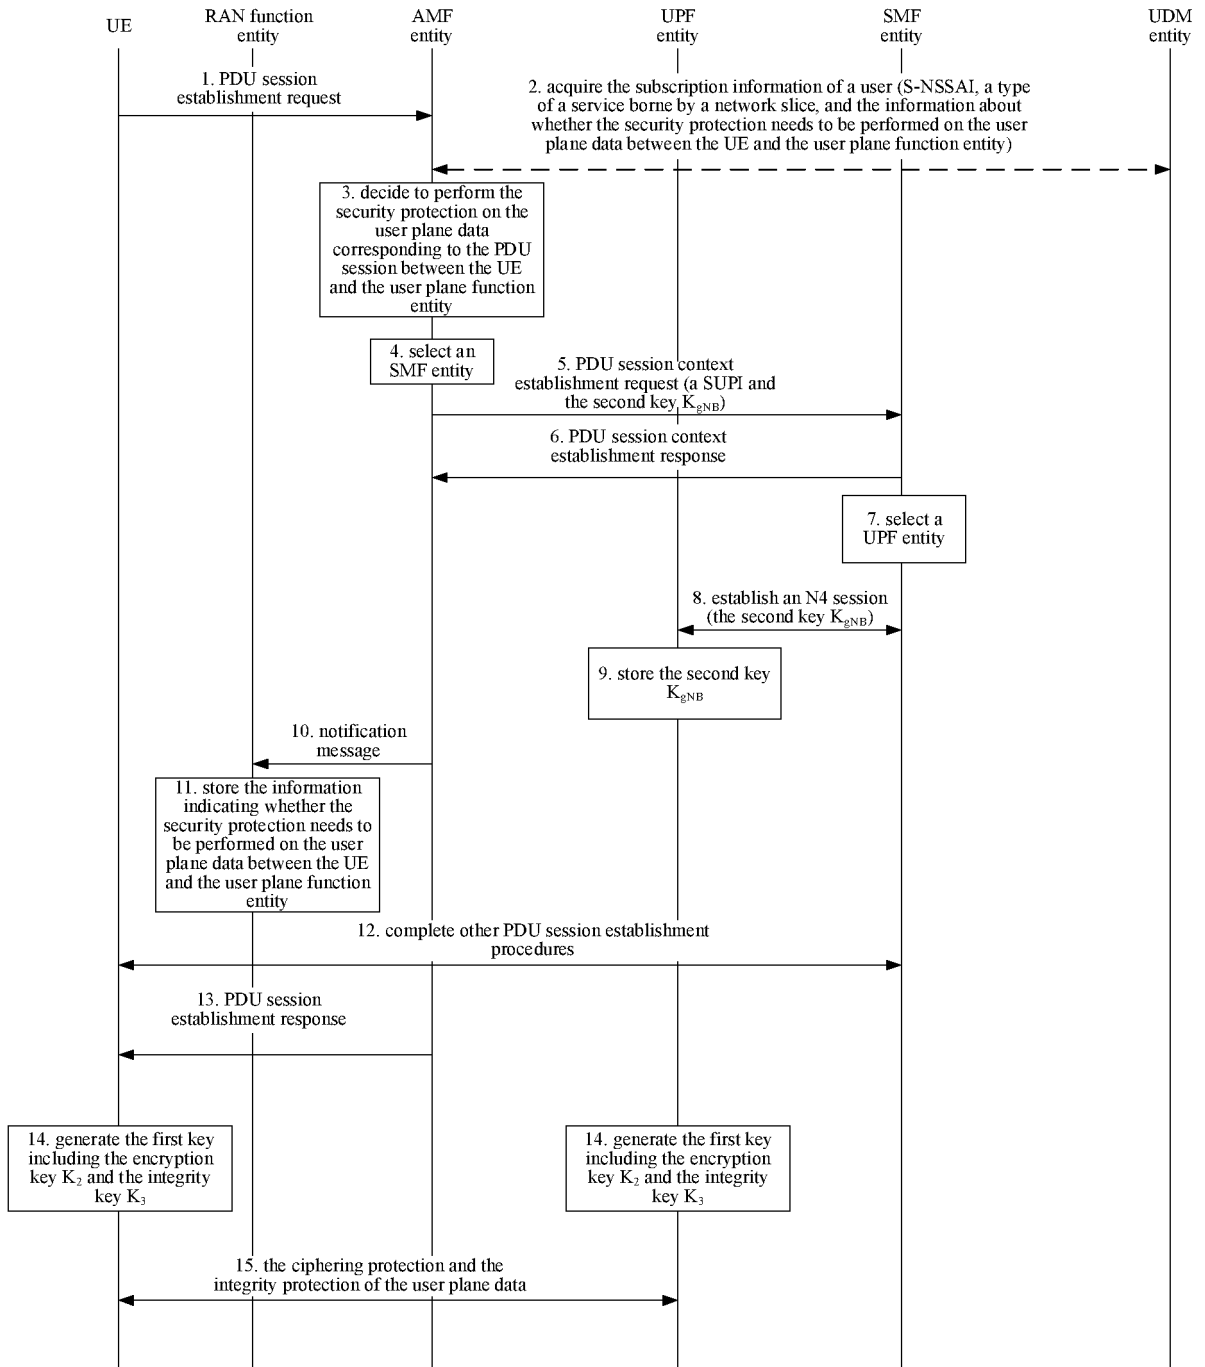 UE
RAN function
entity
AMF
entity
UPF
entity
SMF
entity
UDM
entity
1. PDU session
establishment request
2. acquire the subscription information of a user (S-NSSAI, a type
of a service borne by a network slice, and the information about
whether the security protection needs to be performed on the user
plane data between the UE and the user plane function entity)
3. decide to perform the
security protection on the
user plane data
corresponding to the PDU
session between the UE
and the user plane function
entity
4. select an
SMF entity
5. PDU session context
establishment request (a SUPI and
the second key K_gNB)
6. PDU session context
establishment response
7. select a
UPF entity
8. establish an N4 session
(the second key K_gNB)
9. store the second key
K_gNB
10. notification
message
11. store the information
indicating whether the
security protection needs to
be performed on the user
plane data between the UE
and the user plane function
entity
12. complete other PDU session establishment
procedures
13. PDU session
establishment response
14. generate the first key
including the encryption
key K₂ and the integrity
key K₃
14. generate the first key
including the encryption
key K₂ and the integrity
key K₃
15. the ciphering protection and the
integrity protection of the user plane data